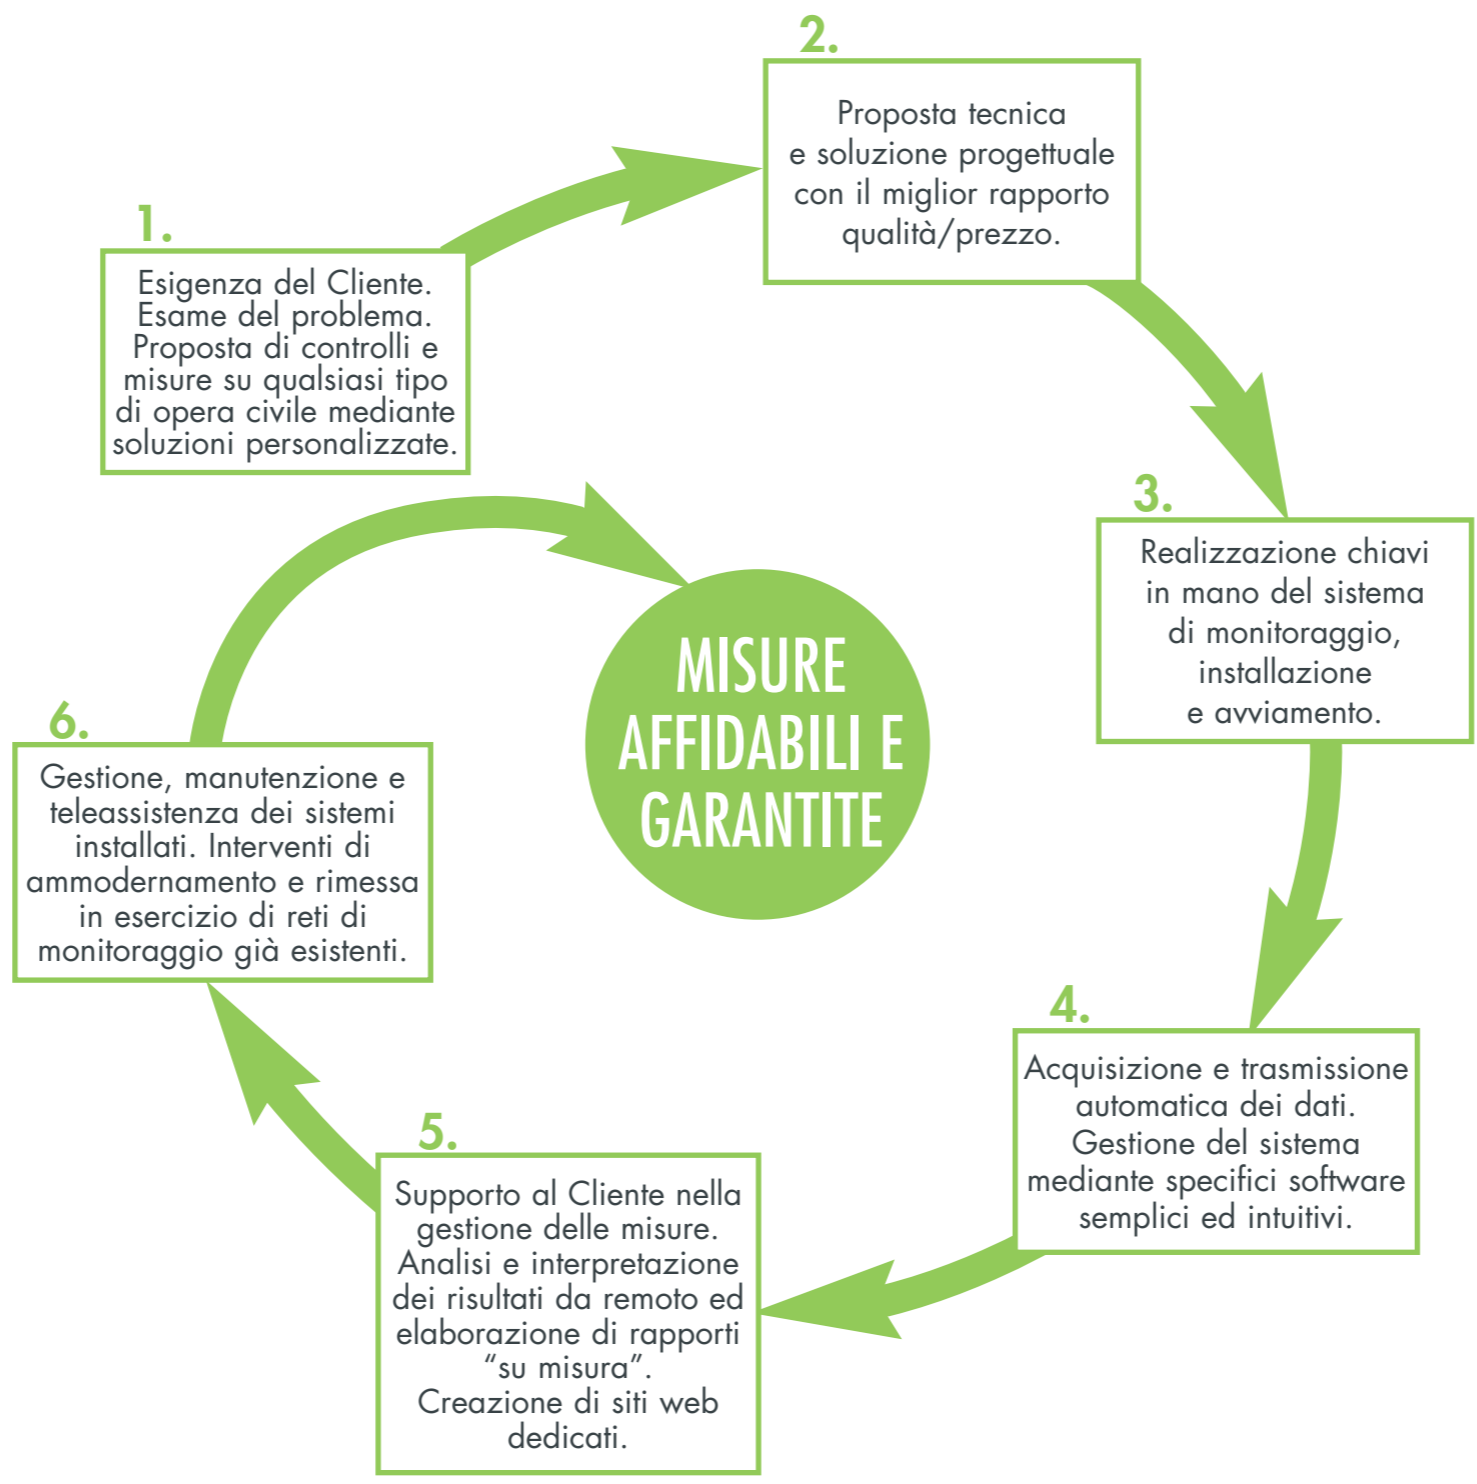 1.
Esigenza del Cliente.
Esame del problema.
Proposta di controlli e
misure su qualsiasi tipo
di opera civile mediante
soluzioni personalizzate.
2.
Proposta tecnica
e soluzione progettuale
con il miglior rapporto
qualità/prezzo.
3.
Realizzazione chiavi
in mano del sistema
di monitoraggio,
installazione
e avviamento.
4.
Acquisizione e trasmissione
automatica dei dati.
Gestione del sistema
mediante specifici software
semplici ed intuitivi.
5.
Supporto al Cliente nella
gestione delle misure.
Analisi e interpretazione
dei risultati da remoto ed
elaborazione di rapporti
“su misura”.
Creazione di siti web
dedicati.
6.
Gestione, manutenzione e
teleassistenza dei sistemi
installati. Interventi di
ammodernamento e rimessa
in esercizio di reti di
monitoraggio già esistenti.
MISURE
AFFIDABILI E
GARANTITE